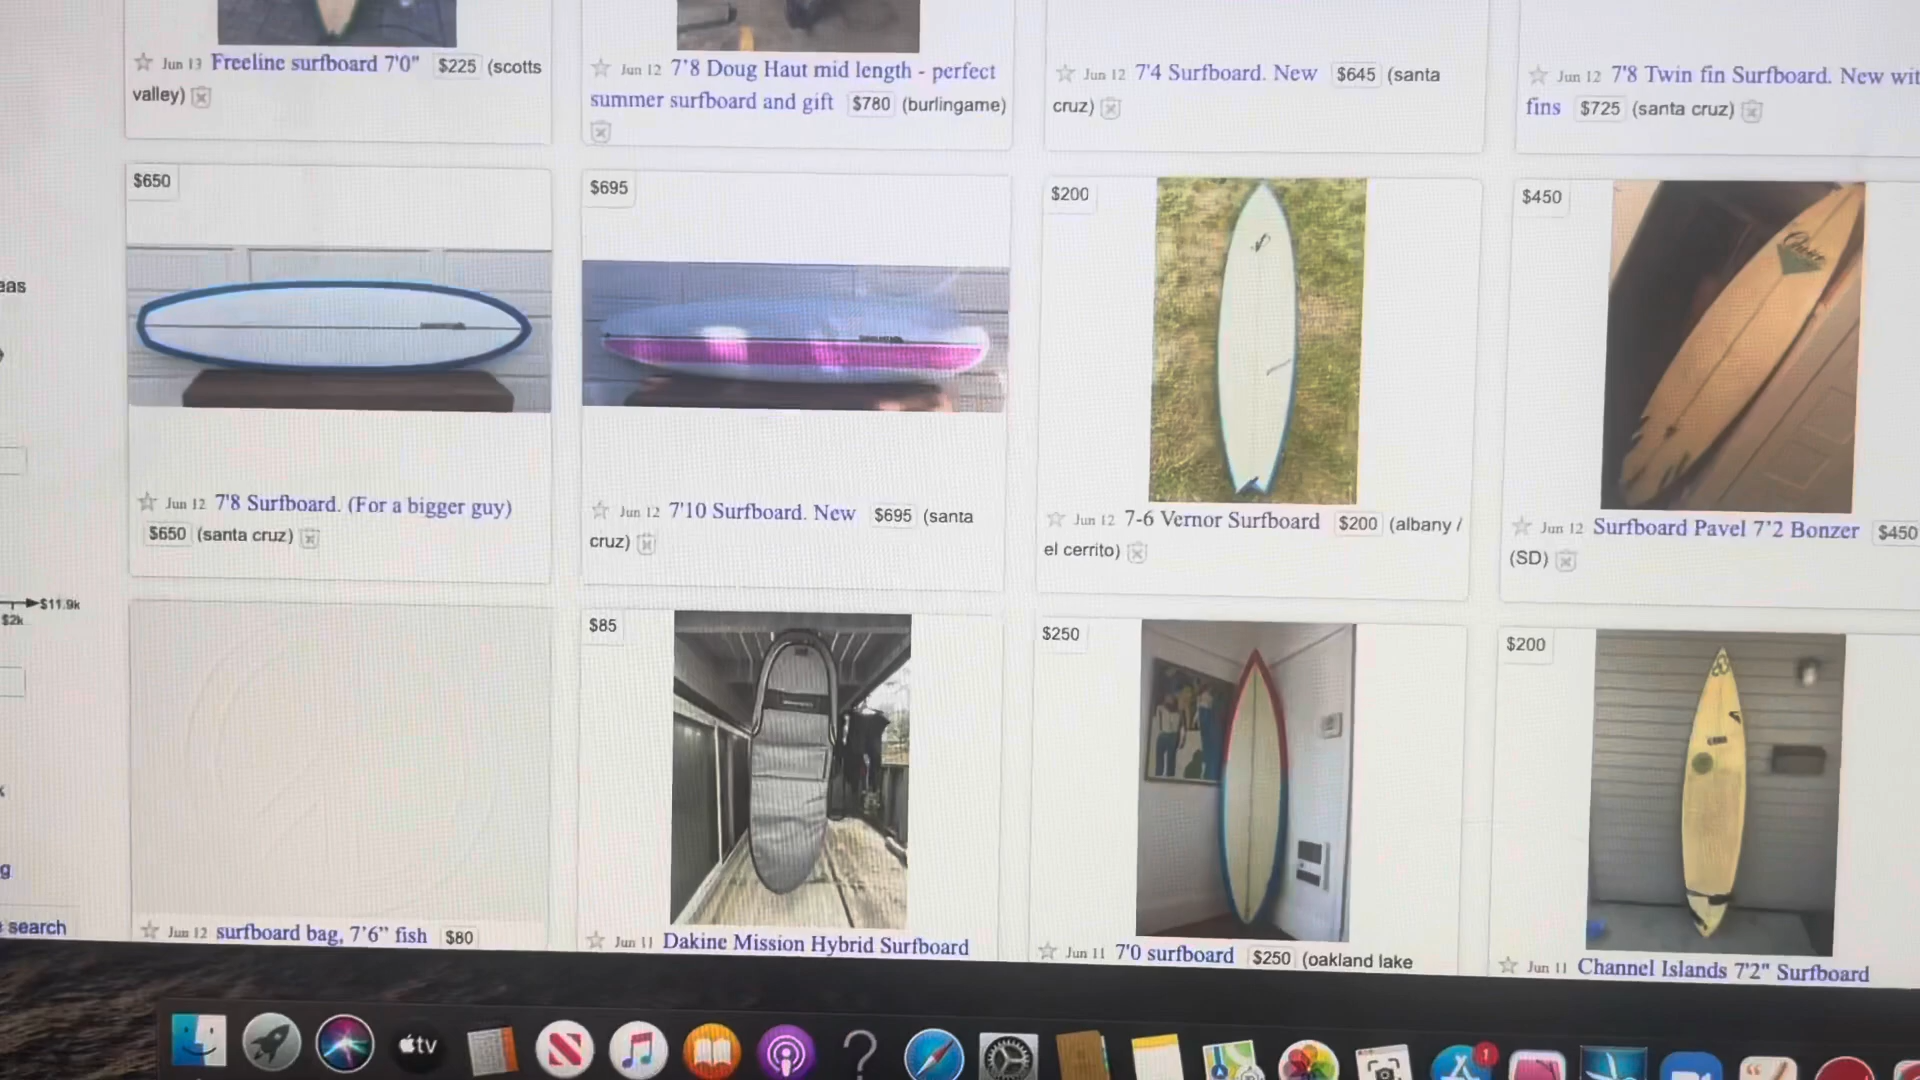 Jun 13 Freeline surfboard 7'0" $225 (scotts
valley)
Jun 12 7'8 Doug Haut mid length - perfect
summer surfboard and gift $780 (burlingame)
Jun 12 7'4 Surfboard. New $645 (santa
cruz)
Jun 12 7'8 Twin fin Surfboard. New wit
fins $725 (santa cruz)
$650
Jun 12 7'8 Surfboard. (For a bigger guy)
$650 (santa cruz)
$695
Jun 12 7'10 Surfboard. New $695 (santa
cruz)
$200
Jun 12 7-6 Vernor Surfboard $200 (albany /
el cerrito)
$450
Jun 12 Surfboard Pavel 7'2 Bonzer $450
(SD)
eas
$11.9k
$2k
g
search
Jun 12 surfboard bag, 7'6" fish $80
$85
Jun 11 Dakine Mission Hybrid Surfboard
$250
Jun 11 7'0 surfboard $250 (oakland lake
$200
Jun 11 Channel Islands 7'2" Surfboard
tv
1